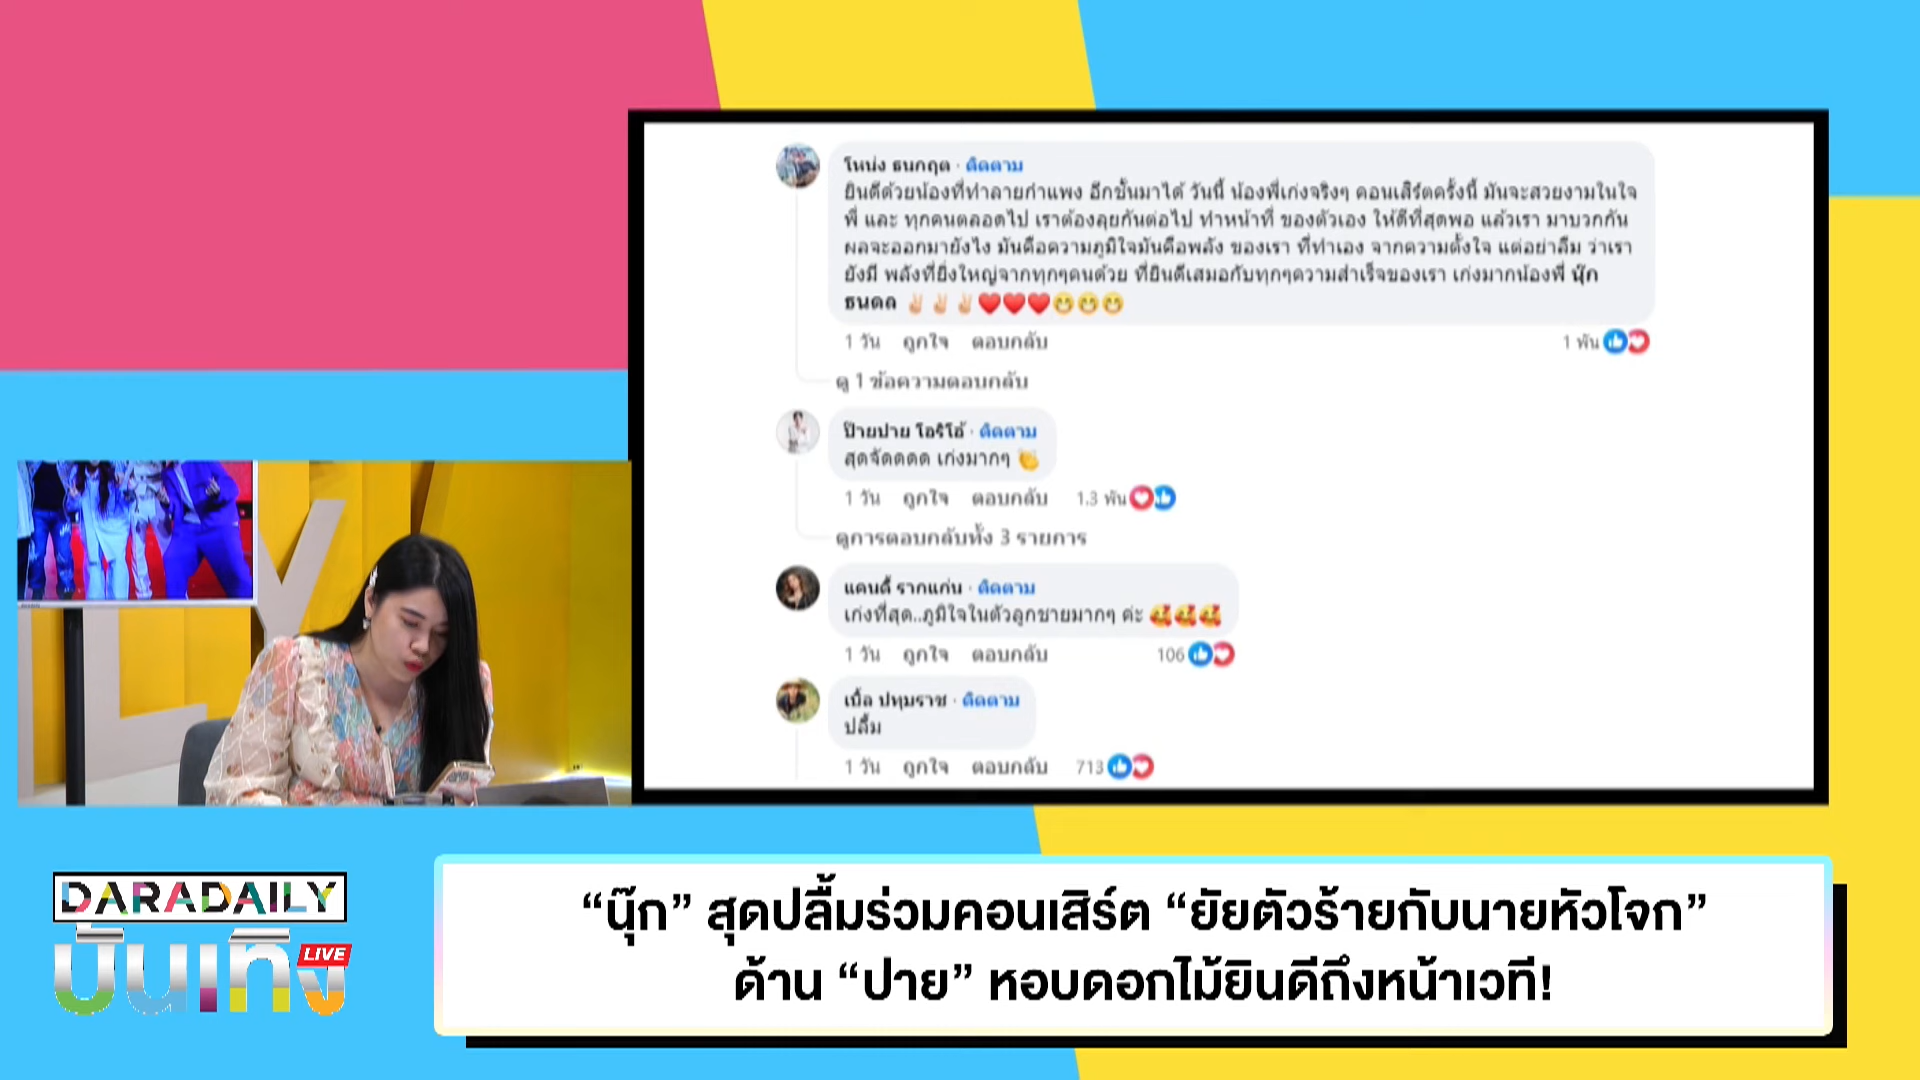 โหน่ง ธนกฤต · ติดตาม
ยินดีด้วยน้องที่ทำลายกำแพง อีกชั้นมาได้ วันนี้ น้องพี่เก่งจริงๆ คอนเสิร์ตครั้งนี้ มันจะสวยงามในใจ
พี่ และ ทุกคนตลอดไป เราต้องลุยกันต่อไป ทำหน้าที่ ของตัวเอง ให้ดีที่สุดพอ แล้วเรา มาบวกกัน
ผลจะออกมายังไง มันคือความภูมิใจมันคือพลัง ของเรา ที่ทำเอง จากความตั้งใจ แต่อย่าลืม ว่าเรา
ยังมี พลังที่ยิ่งใหญ่จากทุกๆคนด้วย ที่ยินดีเสมอกับทุกๆความสำเร็จของเรา เก่งมากน้องพี่ นุ๊ก
ธนดล ✌🏻✌🏻✌🏻❤️❤️❤️😁😁😁
1 วัน ถูกใจ ตอบกลับ 1 พัน
ดู 1 ข้อความตอบกลับ
ป๊ายปาย โอริโอ้ · ติดตาม
สุดจัดดดด เก่งมากๆ 👏
1 วัน ถูกใจ ตอบกลับ 1.3 พัน
ดูการตอบกลับทั้ง 3 รายการ
แคนดี้ รากแก่น · ติดตาม
เก่งที่สุด..ภูมิใจในตัวลูกชายมากๆ ค่ะ 🥰🥰🥰
1 วัน ถูกใจ ตอบกลับ 106
เบิ้ล ปทุมราช · ติดตาม
ปลื้ม
1 วัน ถูกใจ ตอบกลับ 713
DARADAILY
บันเทิง LIVE
“นุ๊ก” สุดปลื้มร่วมคอนเสิร์ต “ยัยตัวร้ายกับนายหัวโจก”
ด้าน “ปาย” หอบดอกไม้ยินดีถึงหน้าเวที!